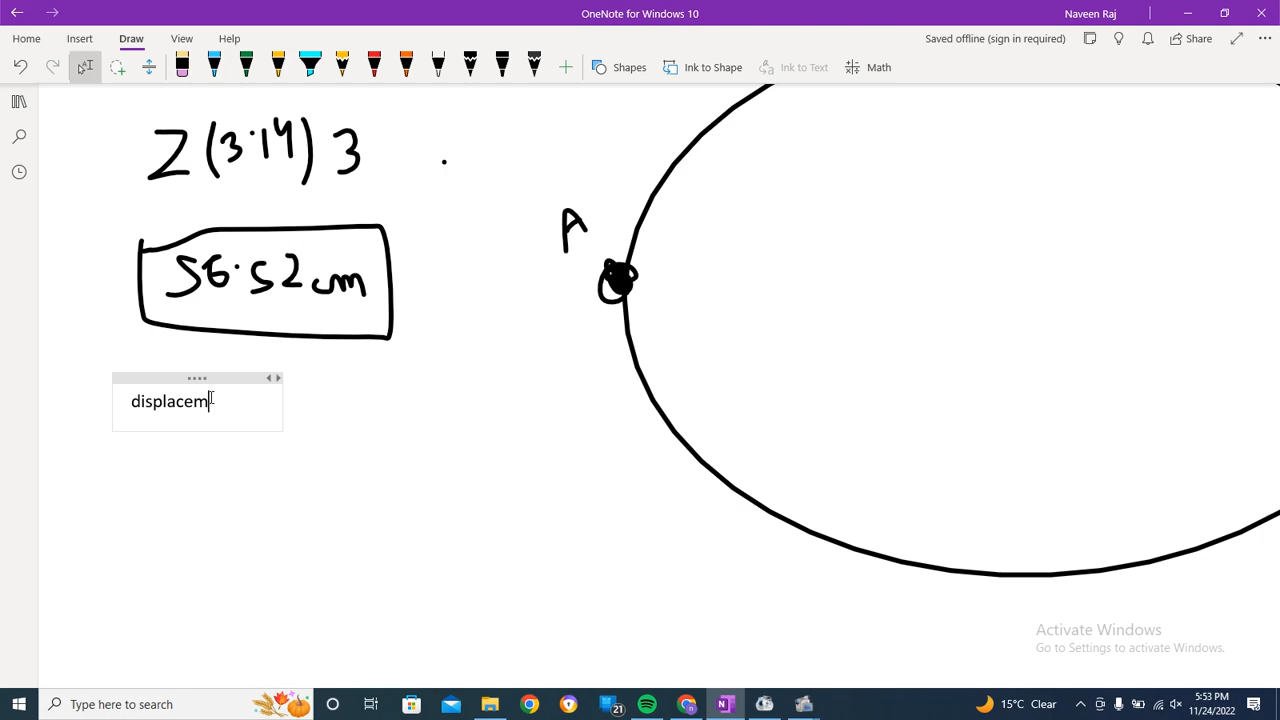 OneNote for Windows 10
Naveen Raj
Home Insert Draw View Help
Saved offline (sign in required)
Share
Shapes
Ink to Shape
Ink to Text
Math
2(3.14)3
56.52cm
A
displacem
Activate Windows
Go to Settings to activate Windows.
Type here to search
21
15°C Clear
5:53 PM
11/24/2022